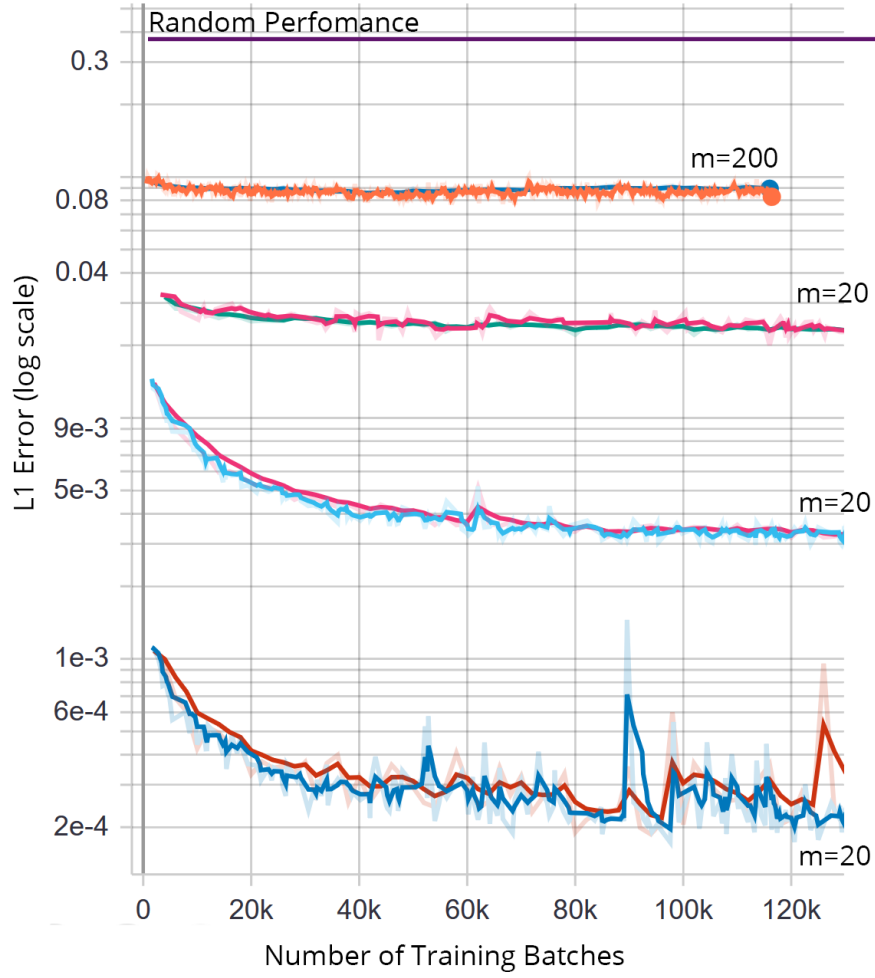 Random Perfomance
0.3
m=200
0.08
0.04
m=20
9e-3
5e-3
m=20
1e-3
6e-4
2e-4
m=20
L1 Error (log scale)
0 20k 40k 60k 80k 100k 120k
Number of Training Batches